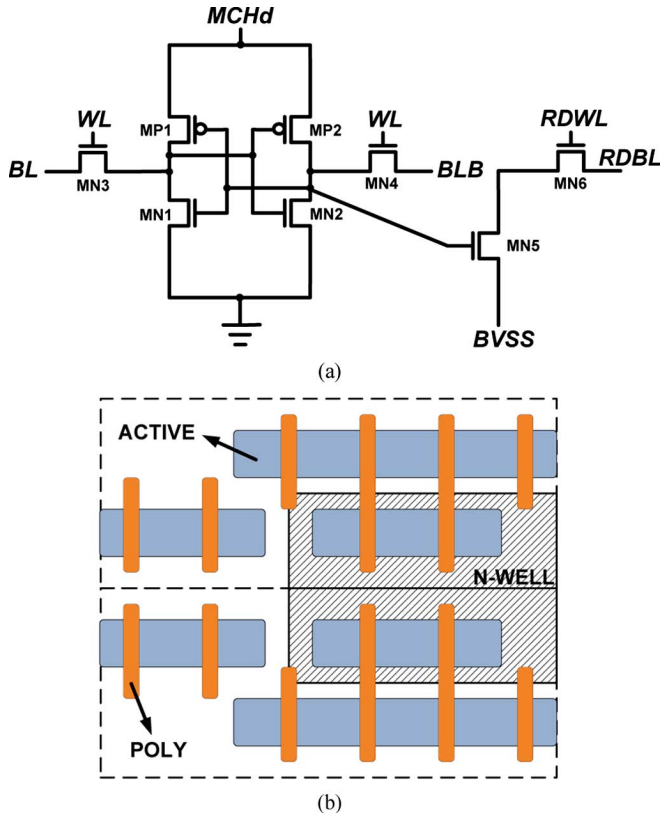 MCHd
WL MP1 MP2 WL RDWL
BL MN3 MN4 BLB MN6 RDBL
MN1 MN2 MN5
BVSS
(a)
ACTIVE
N-WELL
POLY
(b)